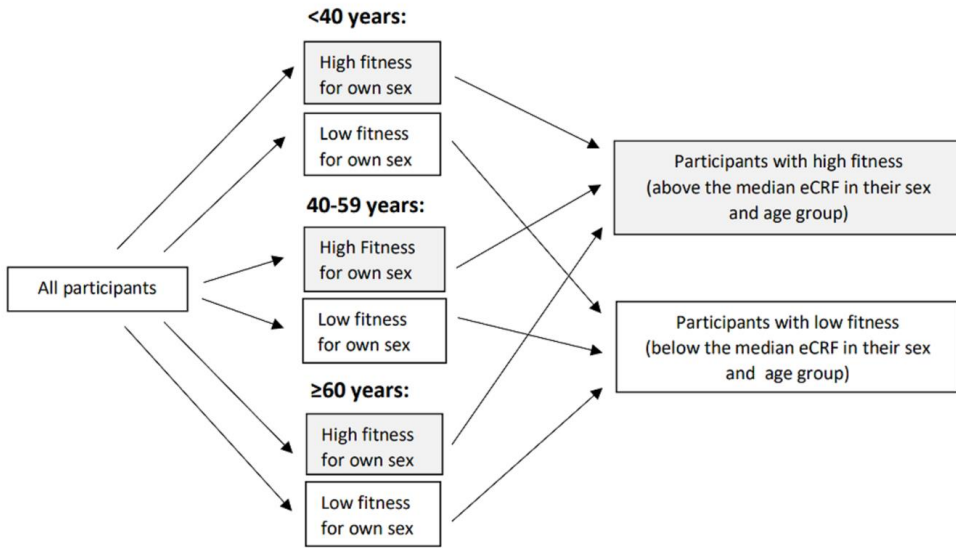 <40 years:
High fitness
for own sex
Low fitness
for own sex
40-59 years:
High Fitness
for own sex
Low fitness
for own sex
≥60 years:
High fitness
for own sex
Low fitness
for own sex
All participants
Participants with high fitness
(above the median eCRF in their sex
and age group)
Participants with low fitness
(below the median eCRF in their sex
and age group)